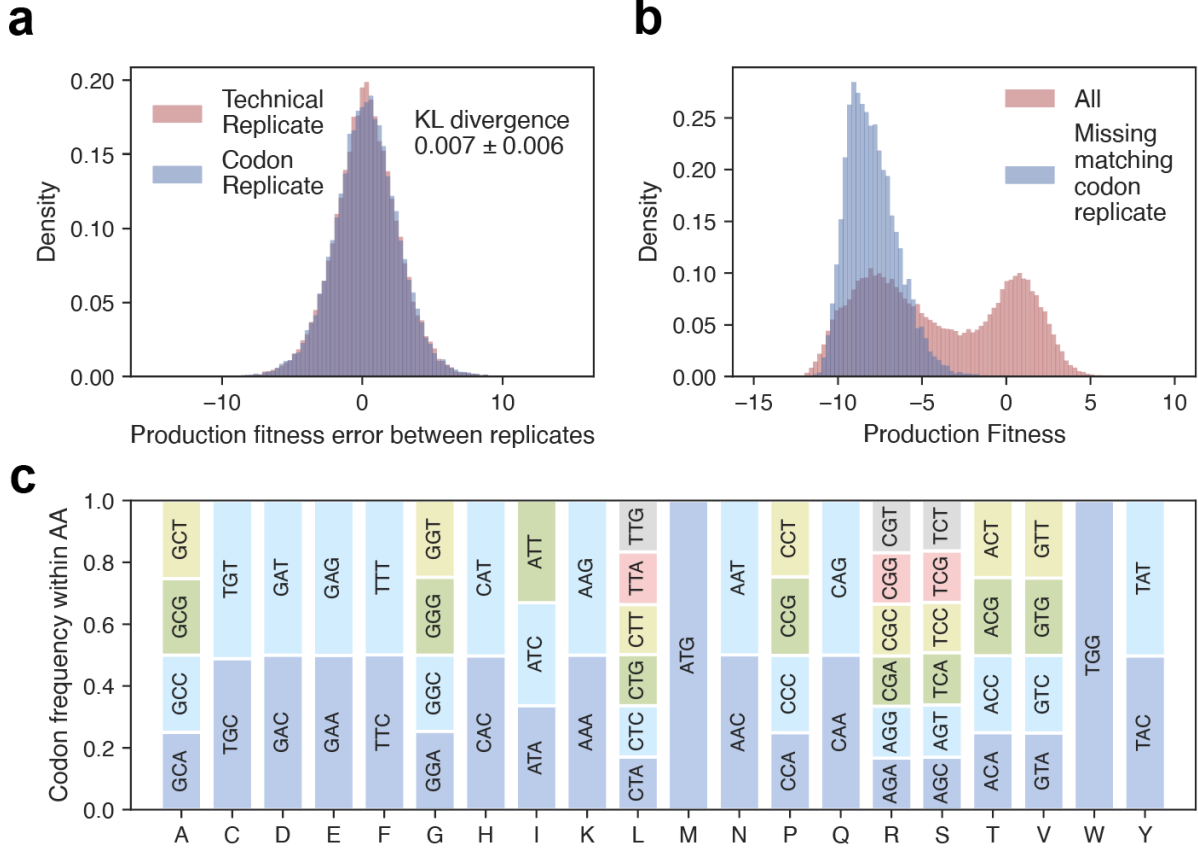 a
0.20
0.15
0.10
0.05
0.00
Density
Technical
Replicate
Codon
Replicate
KL divergence
0.007 ± 0.006
−10
0
10
Production fitness error between replicates
b
0.25
0.20
0.15
0.10
0.05
0.00
Density
All
Missing
matching
codon
replicate
−15
−10
−5
0
5
10
Production Fitness
c
Codon frequency within AA
1.0
0.8
0.6
0.4
0.2
0.0
GCT
GCG
GCC
GCA
TGT
TGC
GAT
GAC
GAG
GAA
TTT
TTC
GGT
GGG
GGC
GGA
CAT
CAC
ATT
ATC
ATA
AAG
AAA
TTG
TTA
CTT
CTG
CTC
CTA
ATG
AAT
AAC
CCT
CCG
CCC
CCA
CAG
CAA
CGT
CGG
CGC
CGA
AGG
AGA
TCT
TCG
TCC
TCA
AGT
AGC
ACT
ACG
ACC
ACA
GTT
GTG
GTC
GTA
TGG
TAT
TAC
A C D E F G H I K L M N P Q R S T V W Y